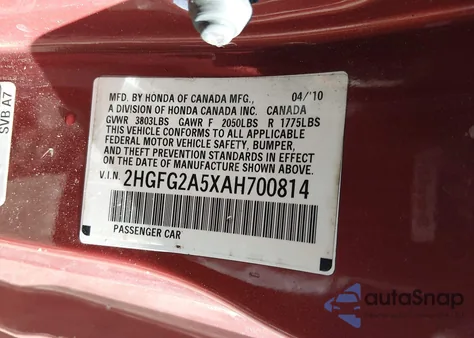 MFD. BY HONDA OF CANADA MFG., 04/'10
A DIVISION OF HONDA CANADA INC. CANADA
GVWR 3803LBS GAWR F 2050LBS R 1775LBS
THIS VEHICLE CONFORMS TO ALL APPLICABLE
FEDERAL MOTOR VEHICLE SAFETY, BUMPER,
AND THEFT PREVENTION STANDARDS IN EFFECT
ON THE DATE OF MANUFACTURE SHOWN ABOVE.
V.I.N. 2HGFG2A5XAH700814
PASSENGER CAR
SVB A7
autoSnap